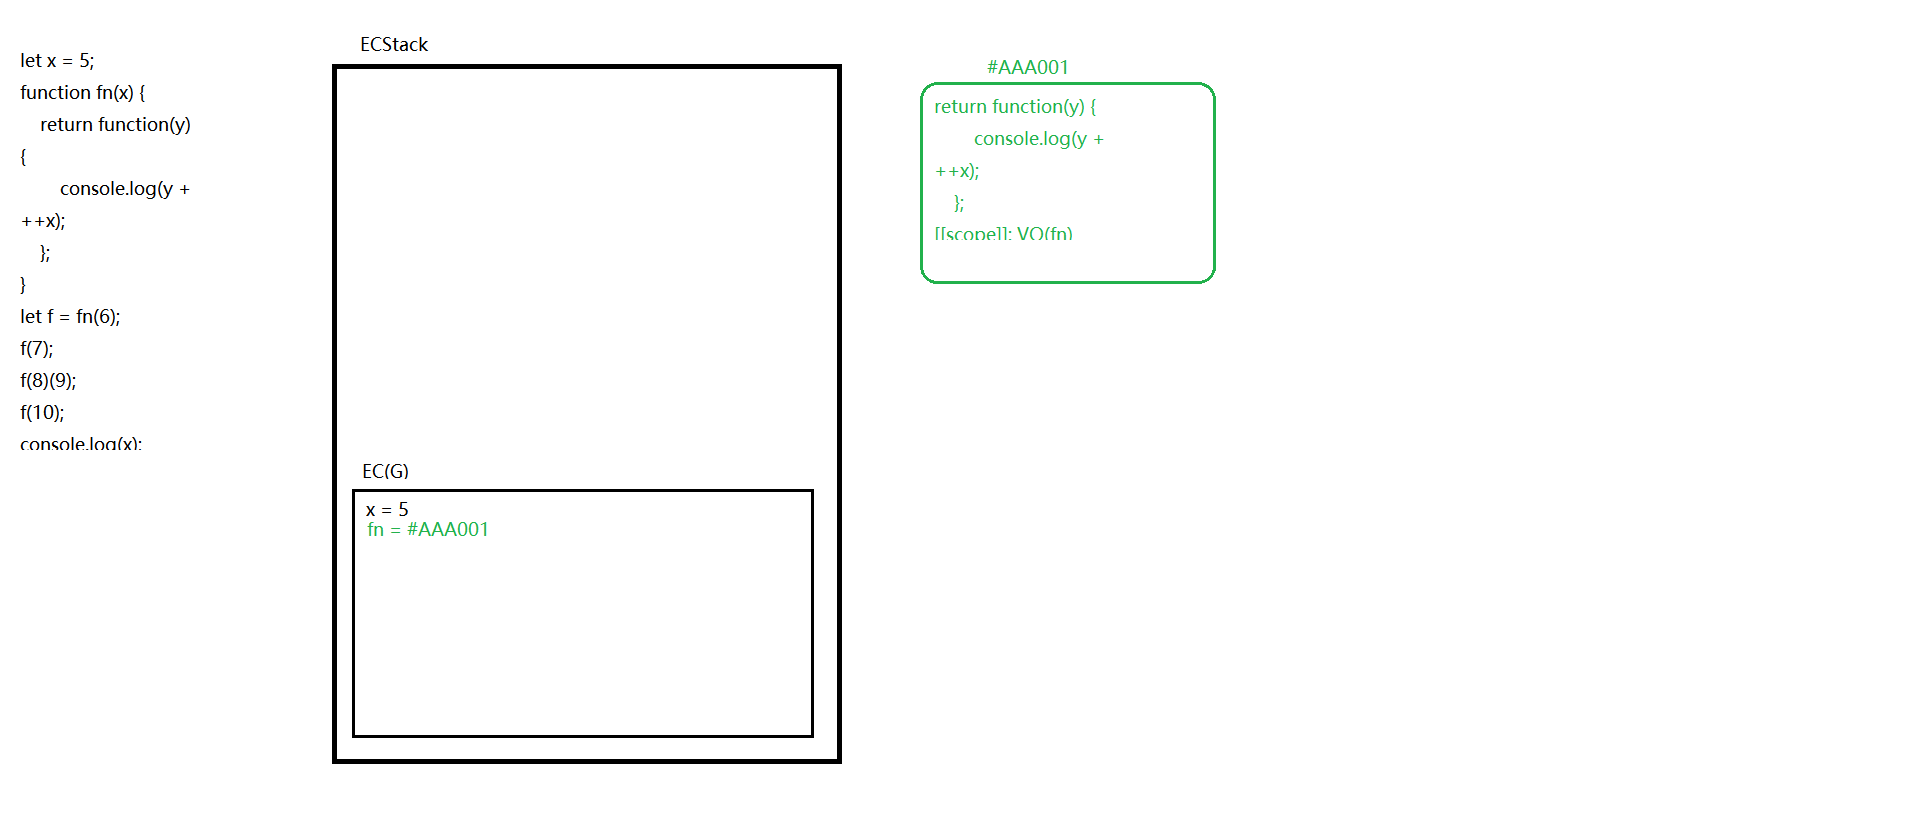 let x = 5;
function fn(x) {
return function(y)
{
console.log(y +
++x);
};
}
let f = fn(6);
f(7);
f(8)(9);
f(10);
console.log(x);
ECStack
EC(G)
x = 5
fn = #AAA001
#AAA001
return function(y) {
console.log(y +
++x);
};
[[scope]]: VO(fn)